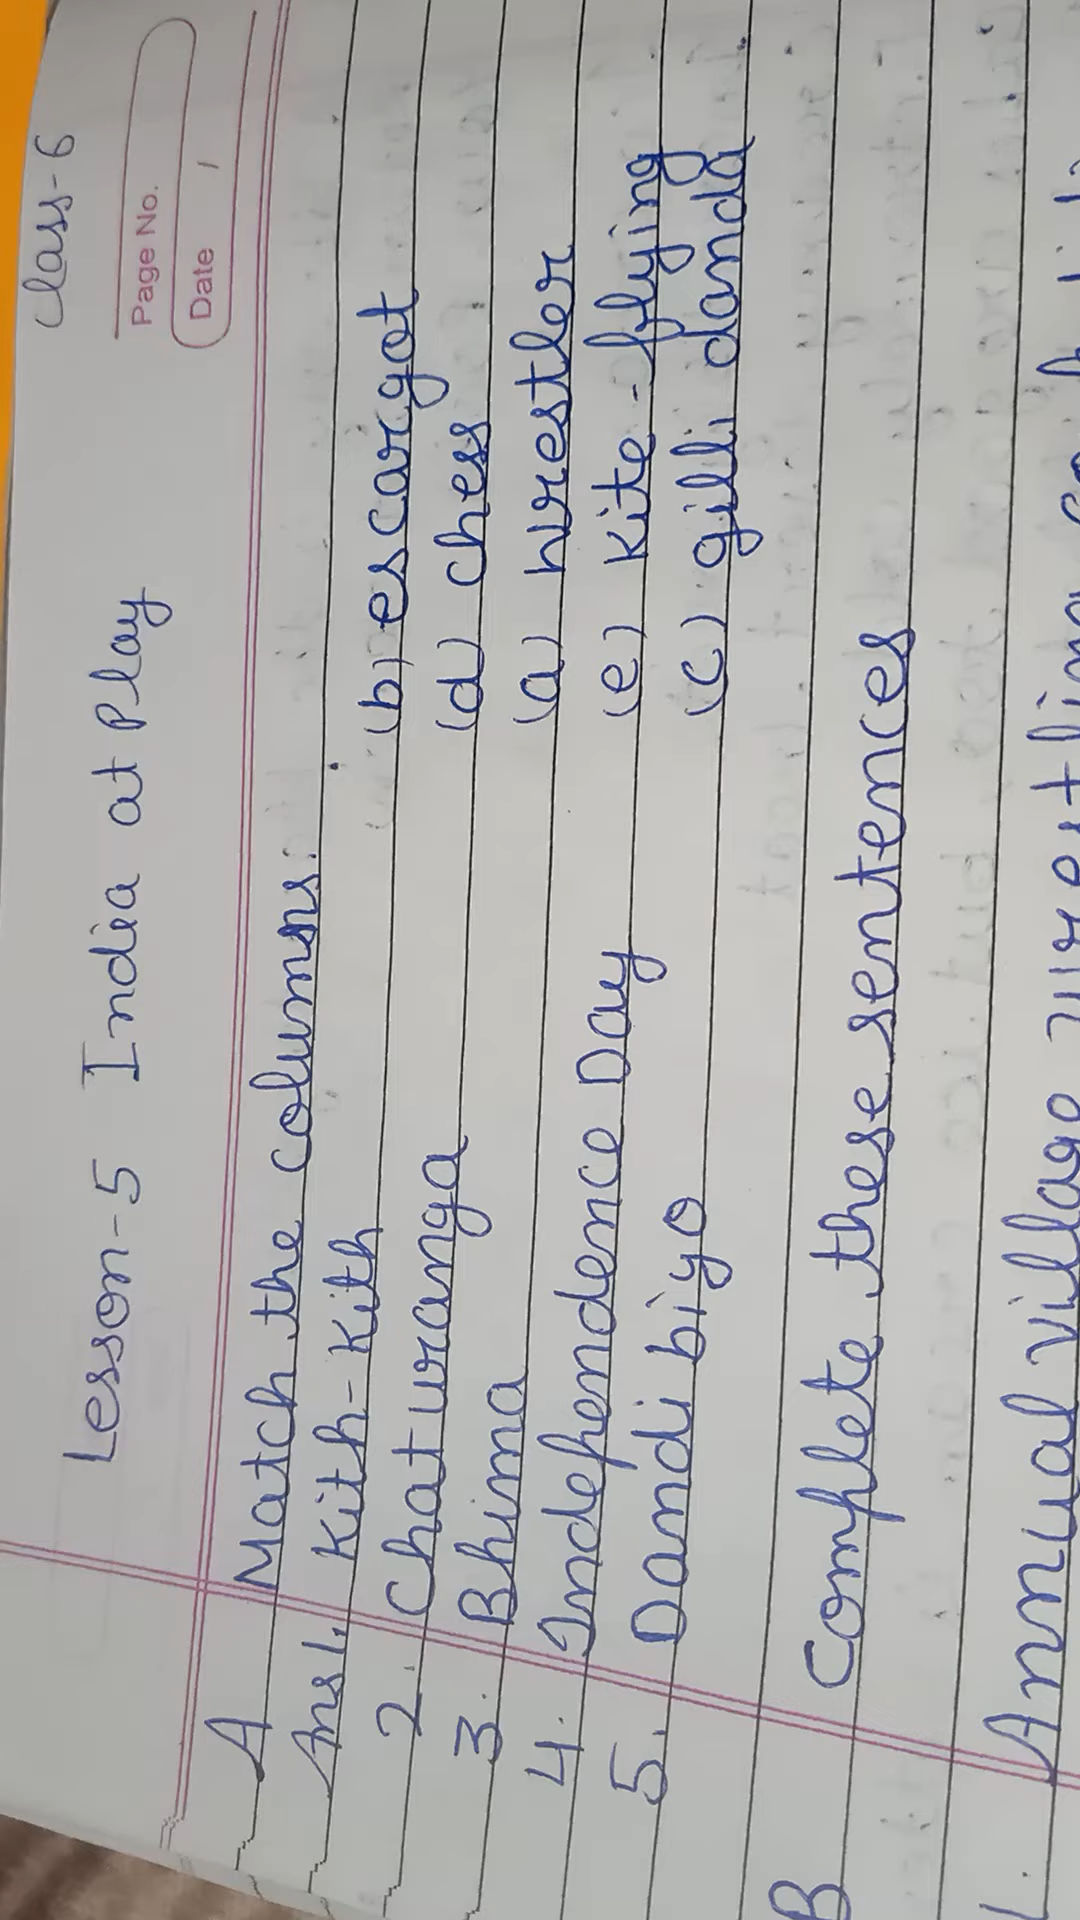 Class-6
Page No.
Date /
Lesson-5 India at Play
A Match the columns.
Ans 1. Kith-Kith (b) escargot
2. Chaturanga (d) chess
3. Bhima (a) wrestler
4. Independence Day (e) Kite-flying
5. Dandi biyo (c) gilli danda
B Complete these sentences
1. Annual village wrestling